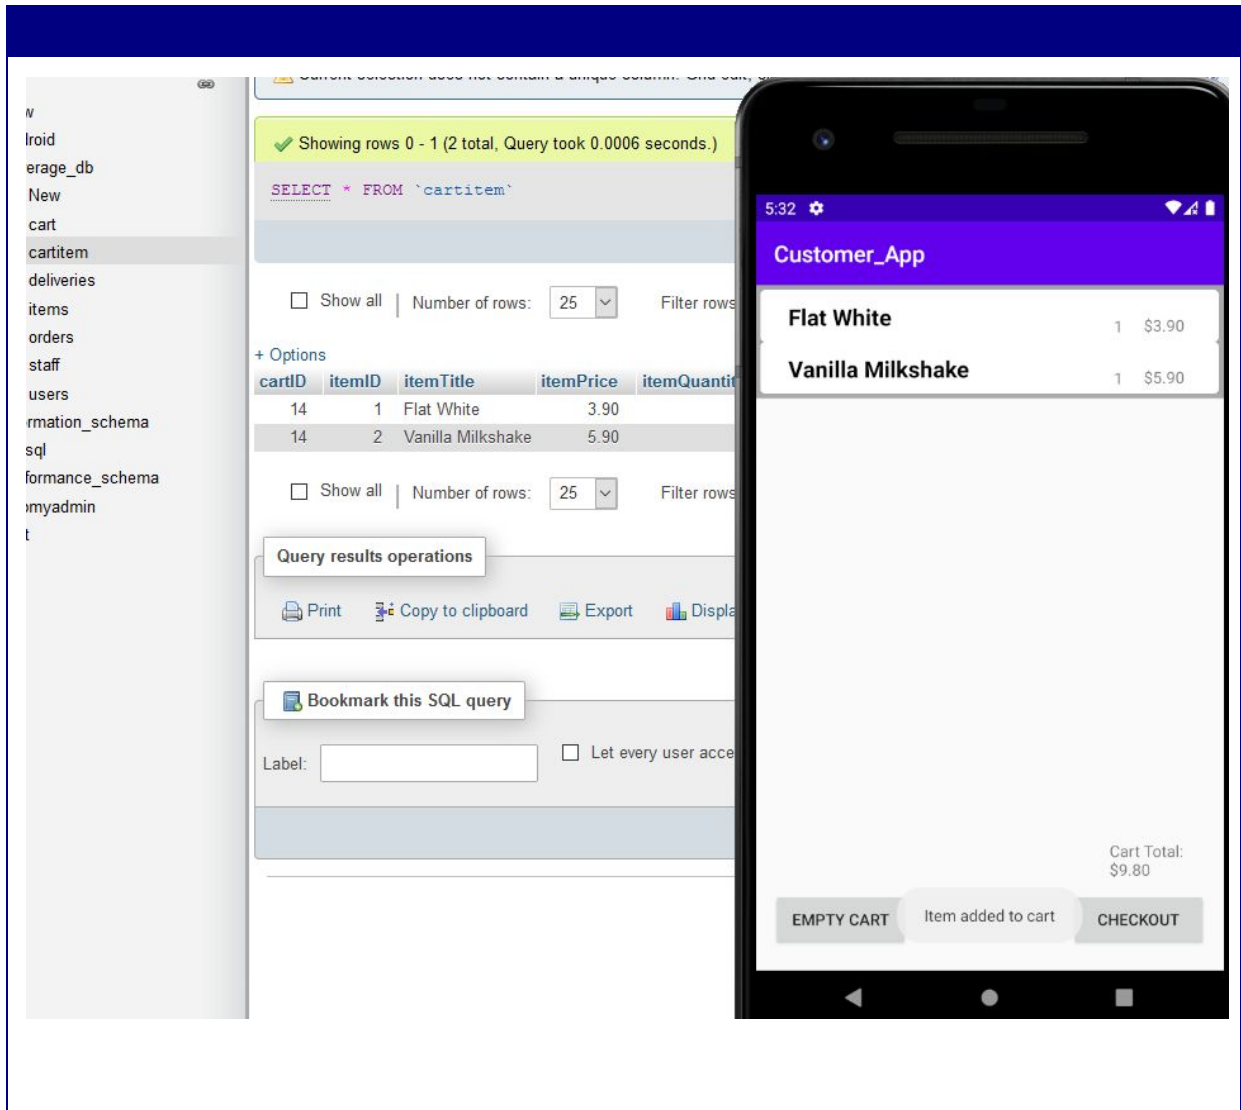 erage_db
New
cart
cartitem
deliveries
items
orders
staff
users
Showing rows 0 - 1 (2 total, Query took 0.0006 seconds.)
SELECT * FROM `cartitem`
Show all | Number of rows: 25 Filter rows
+ Options
cartID itemID itemTitle itemPrice itemQuantit
14 1 Flat White 3.90
14 2 Vanilla Milkshake 5.90
Show all | Number of rows: 25 Filter rows
Query results operations
Print Copy to clipboard Export Displa
Bookmark this SQL query
Label: Let every user acce
rmation_schema
sql
formance_schema
myadmin
5:32
Customer_App
Flat White 1 $3.90
Vanilla Milkshake 1 $5.90
Cart Total:
$9.80
EMPTY CART Item added to cart CHECKOUT